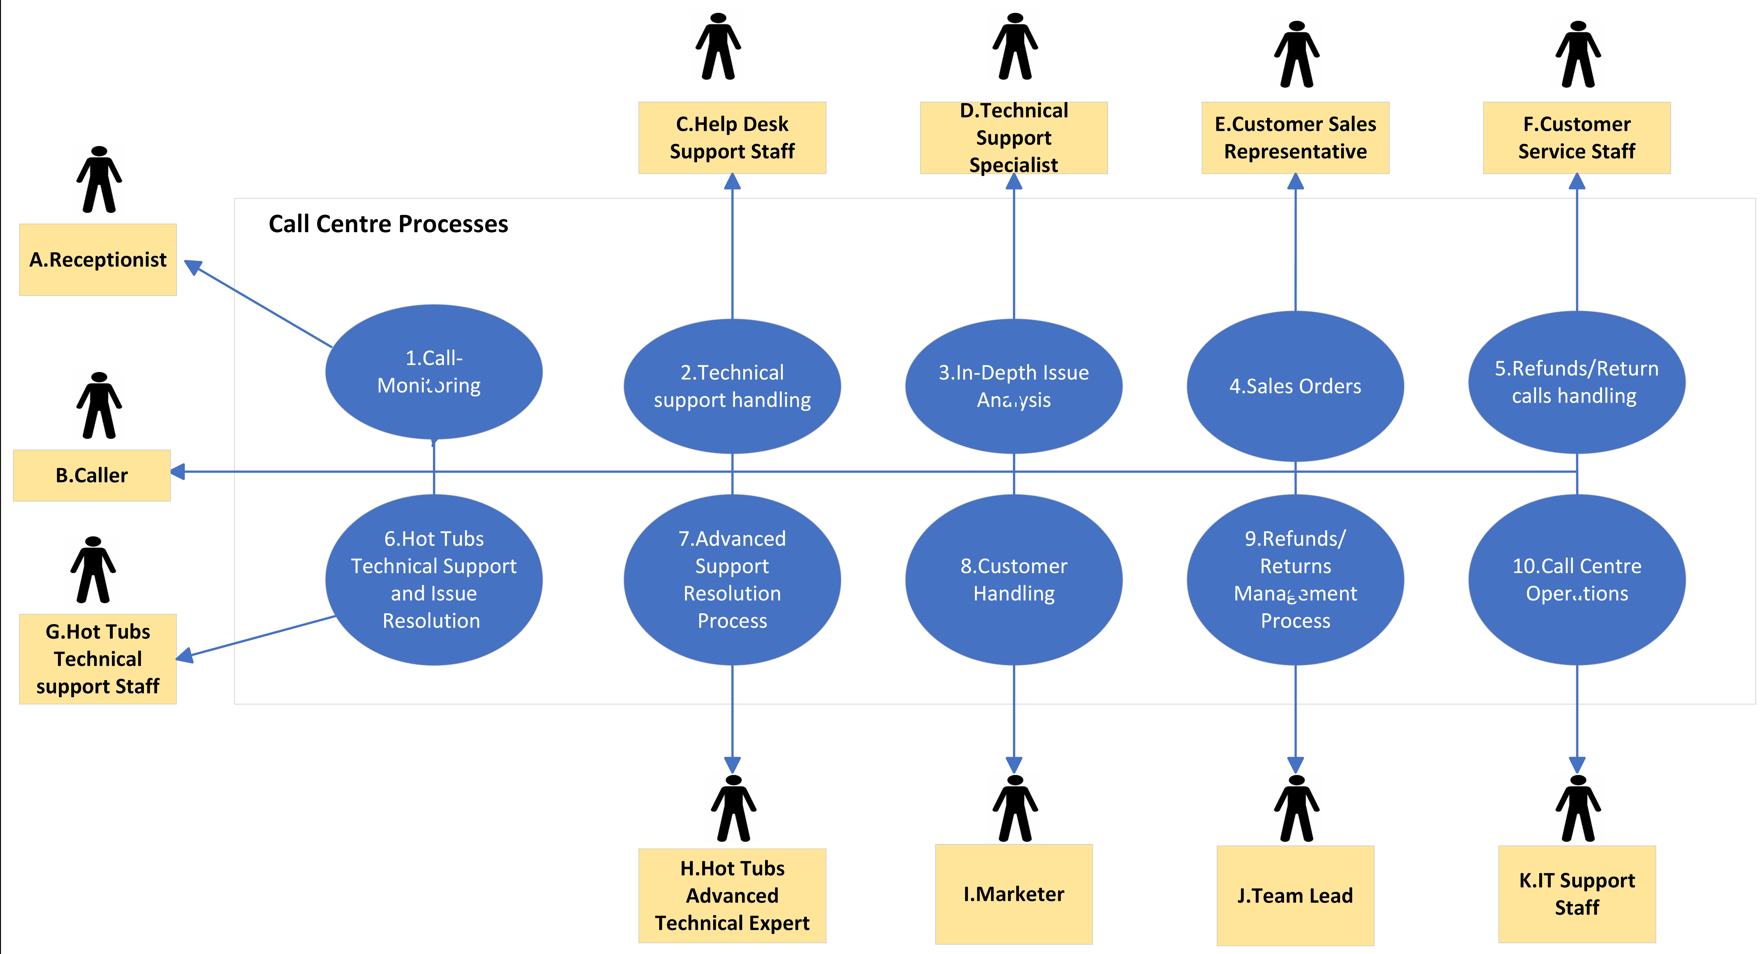 C.Help Desk
Support Staff
D.Technical
Support
Specialist
E.Customer Sales
Representative
F.Customer
Service Staff
A.Receptionist
Call Centre Processes
1.Call-
Monitoring
2.Technical
support handling
3.In-Depth Issue
Analysis
4.Sales Orders
5.Refunds/Return
calls handling
B.Caller
6.Hot Tubs
Technical Support
and Issue
Resolution
7.Advanced
Support
Resolution
Process
8.Customer
Handling
9.Refunds/
Returns
Management
Process
10.Call Centre
Operations
G.Hot Tubs
Technical
support Staff
H.Hot Tubs
Advanced
Technical Expert
I.Marketer
J.Team Lead
K.IT Support
Staff